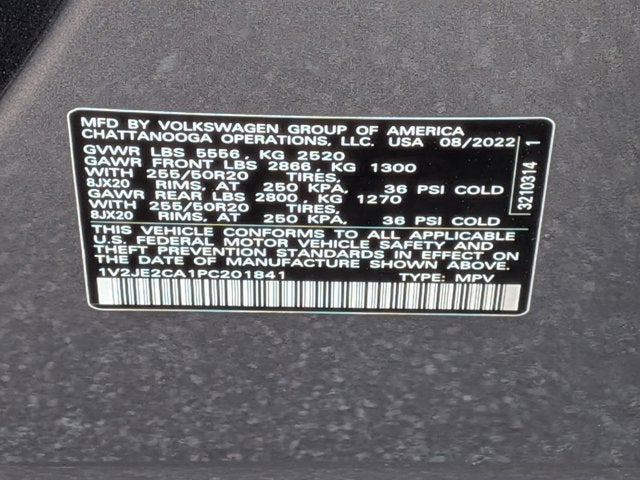 MFD BY VOLKSWAGEN GROUP OF AMERICA
CHATTANOOGA OPERATIONS, LLC. USA 08/2022
GVWR LBS 5556, KG 2520
GAWR FRONT LBS 2866, KG 1300
WITH 255/50R20 TIRES,
8JX20 RIMS, AT 250 KPA, 36 PSI COLD
GAWR REAR LBS 2800, KG 1270
WITH 255/50R20 TIRES,
8JX20 RIMS, AT 250 KPA, 36 PSI COLD
THIS VEHICLE CONFORMS TO ALL APPLICABLE
U.S. FEDERAL MOTOR VEHICLE SAFETY AND
THEFT PREVENTION STANDARDS IN EFFECT ON
THE DATE OF MANUFACTURE SHOWN ABOVE.
1V2JE2CA1PC201841 TYPE: MPV
3210314 1